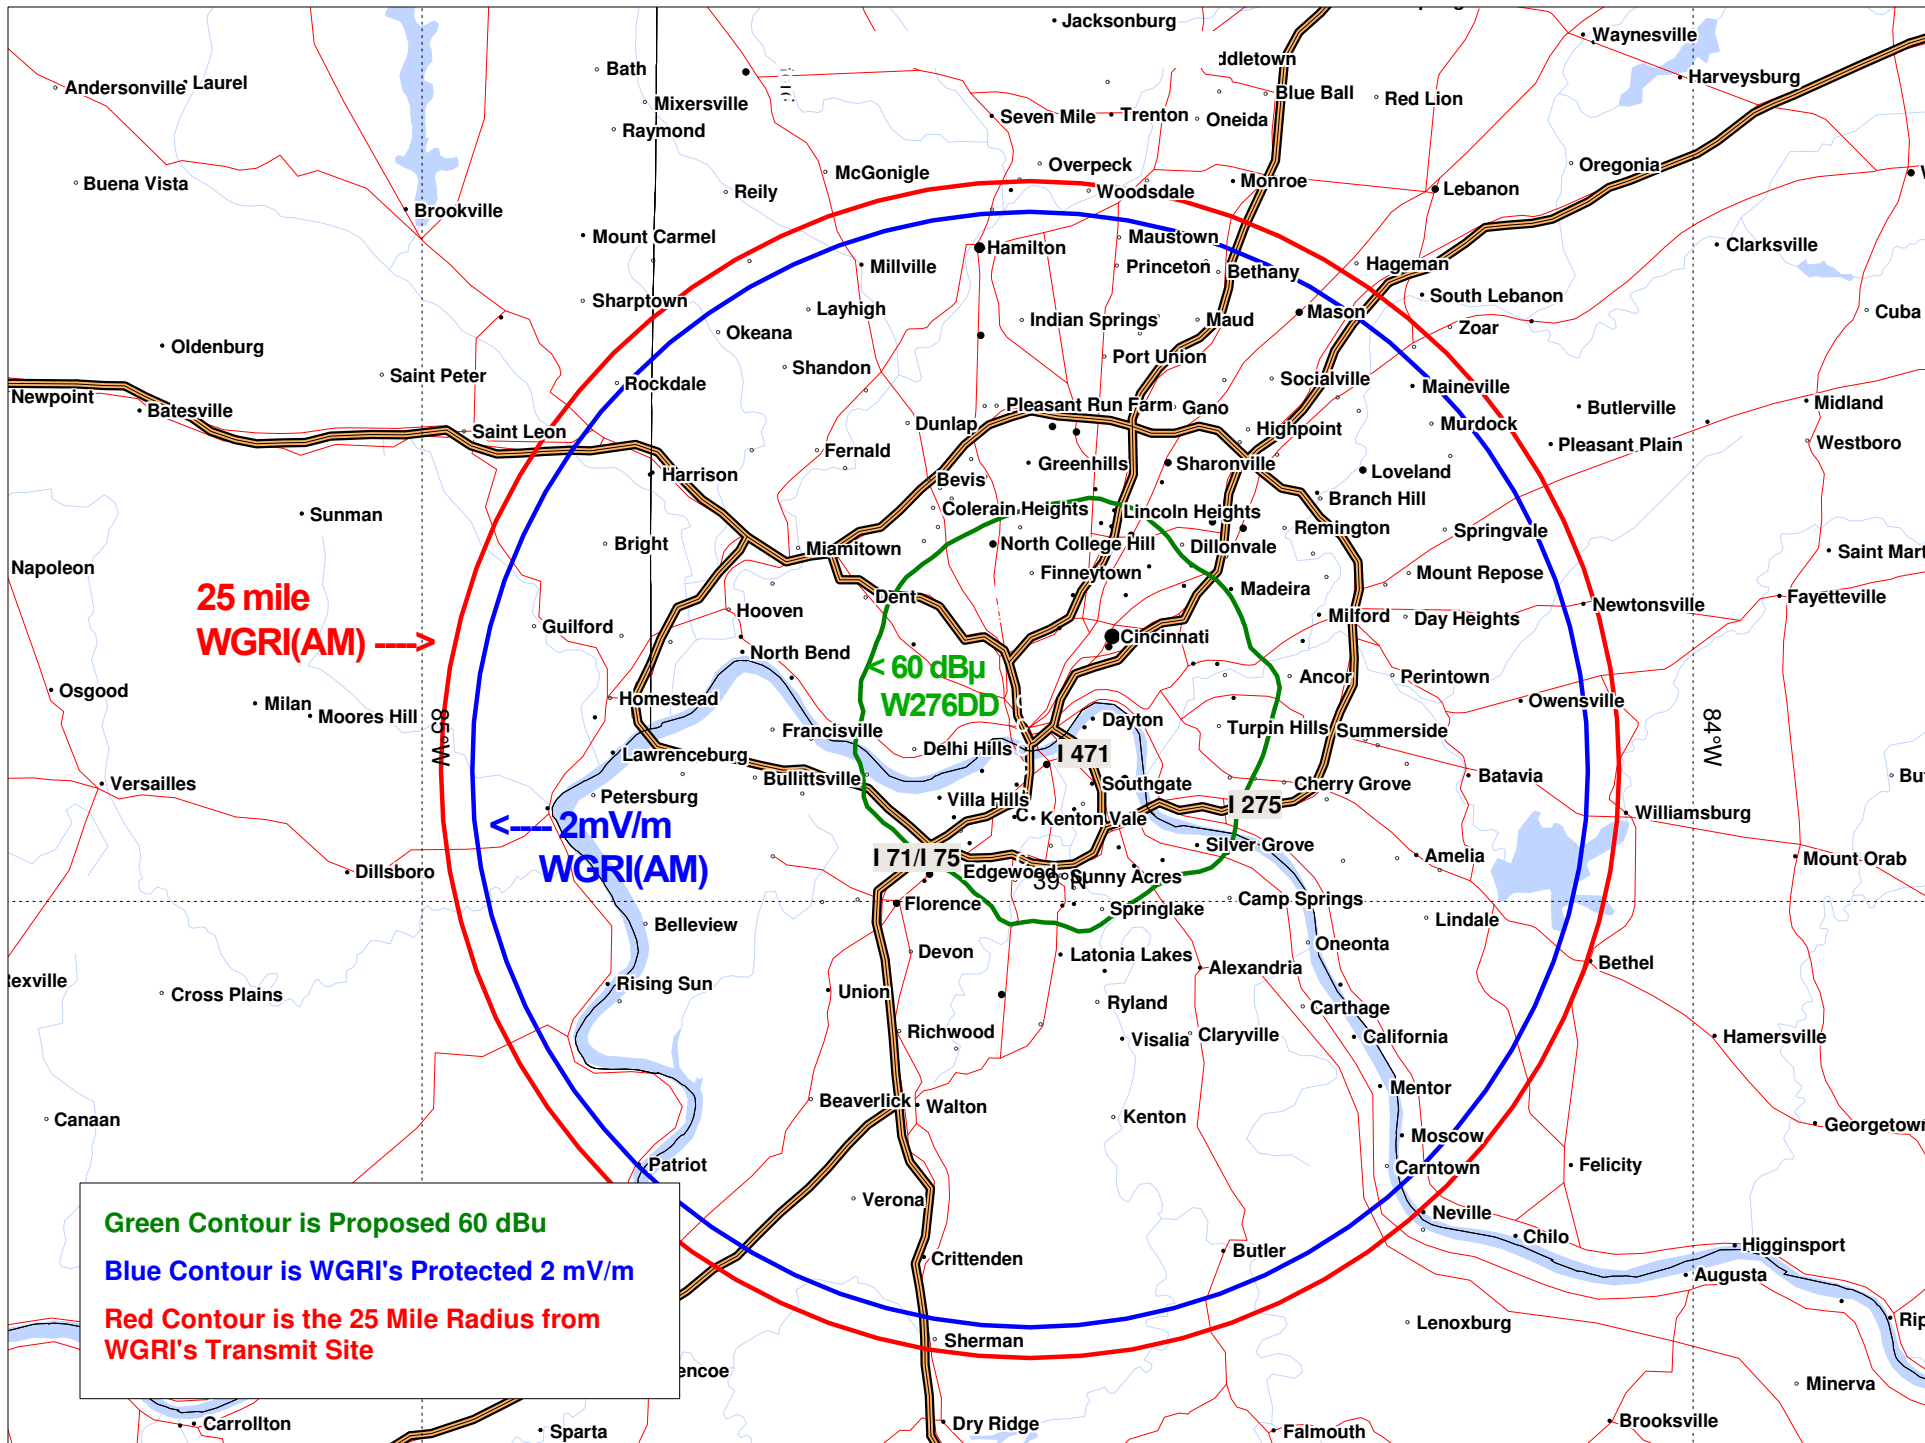 Jacksonburg
Waynesville
ddletown
Bath
Harveysburg
Andersonville
Laurel
Blue Ball
Red Lion
Mixersville
Seven Mile
Trenton
Oneida
Raymond
Overpeck
Oregonia
McGonigle
Buena Vista
Reily
Woodsdale
Monroe
Lebanon
Brookville
Mount Carmel
Hamilton
Maustown
Clarksville
Millville
Princeton
Bethany
Hageman
Sharptown
South Lebanon
Layhigh
Indian Springs
Maud
Mason
Cuba
Okeana
Zoar
Oldenburg
Port Union
Shandon
Saint Peter
Rockdale
Socialville
Maineville
Newpoint
Batesville
Pleasant Run Farm
Gano
Butlerville
Midland
Saint Leon
Dunlap
Highpoint
Murdock
Pleasant Plain
Westboro
Fernald
Greenhills
Sharonville
Loveland
Harrison
Bevis
Branch Hill
Sunman
Colerain Heights
Lincoln Heights
Remington
Springvale
Bright
Miamitown
North College Hill
Dillonvale
Saint Mart
Napoleon
Finneytown
Mount Repose
25 mile
WGRI(AM) ---->
Dent
Madeira
Newtonsville
Fayetteville
Hooven
Milford
Day Heights
Guilford
Cincinnati
North Bend
< 60 dBµ
W276DD
Ancor
Perintown
Osgood
Homestead
Milan
Moores Hill
Owensville
85°W
84°W
Francisville
Delhi Hills
Dayton
Turpin Hills
Summerside
I 471
Lawrenceburg
Bullittsville
Southgate
Cherry Grove
Batavia
But
Versailles
Petersburg
Villa Hills
C
Kenton Vale
I 275
Williamsburg
<---- 2mV/m
WGRI(AM)
I 71/I 75
Silver Grove
Amelia
Mount Orab
Dillsboro
Edgewood
Sunny Acres
39°N
Florence
Springlake
Camp Springs
Lindale
Belleview
Devon
Latonia Lakes
Oneonta
Alexandria
Bethel
Rising Sun
Union
exville
Cross Plains
Ryland
Carthage
Richwood
Visalia
Claryville
California
Hamersville
Mentor
Beaverlick
Walton
Kenton
Canaan
Georgetown
Moscow
Patriot
Carntown
Felicity
Verona
Neville
Chilo
Higginsport
Crittenden
Butler
Augusta
Green Contour is Proposed 60 dBu
Blue Contour is WGRI's Protected 2 mV/m
Red Contour is the 25 Mile Radius from
WGRI's Transmit Site
Sherman
Lenoxburg
Rip
encoe
Minerva
Carrollton
Sparta
Dry Ridge
Falmouth
Brooksville